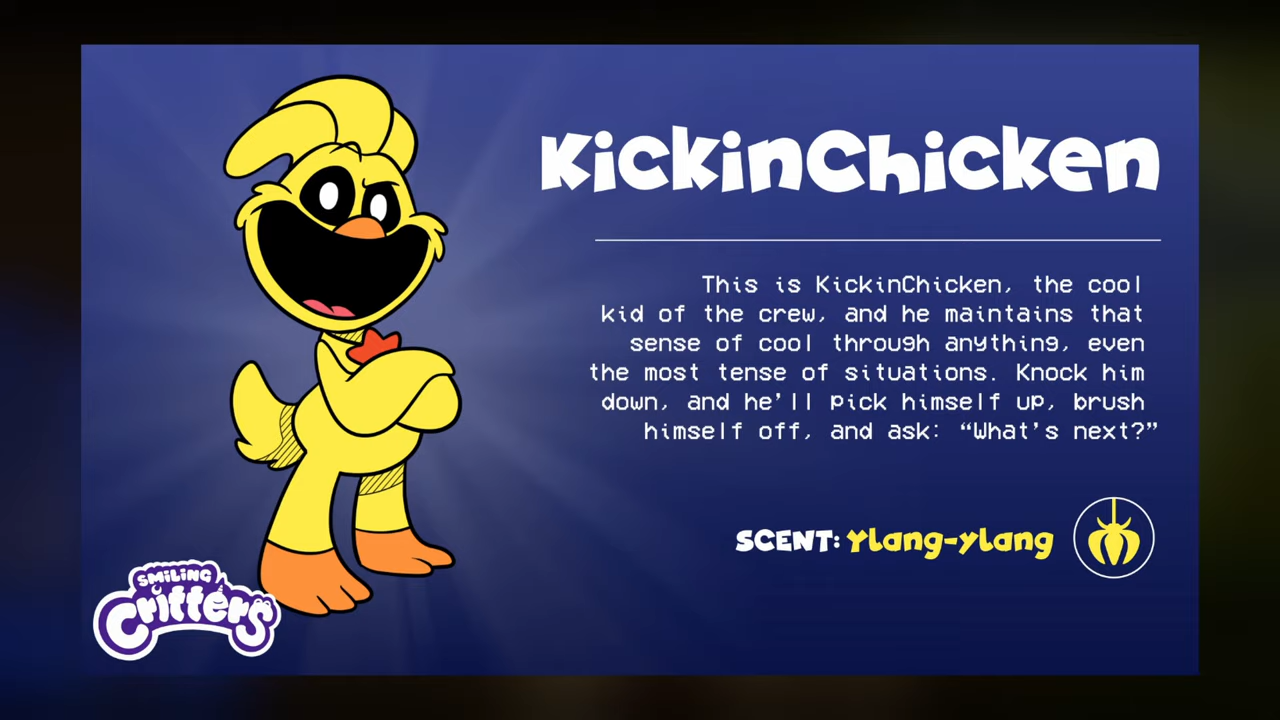 KickinChicken
This is KickinChicken, the cool
kid of the crew, and he maintains that
sense of cool through anything, even
the most tense of situations. Knock him
down, and he'll pick himself up, brush
himself off, and ask: “What's next?”
SCENT: Ylang-ylang
SMILING
Critters